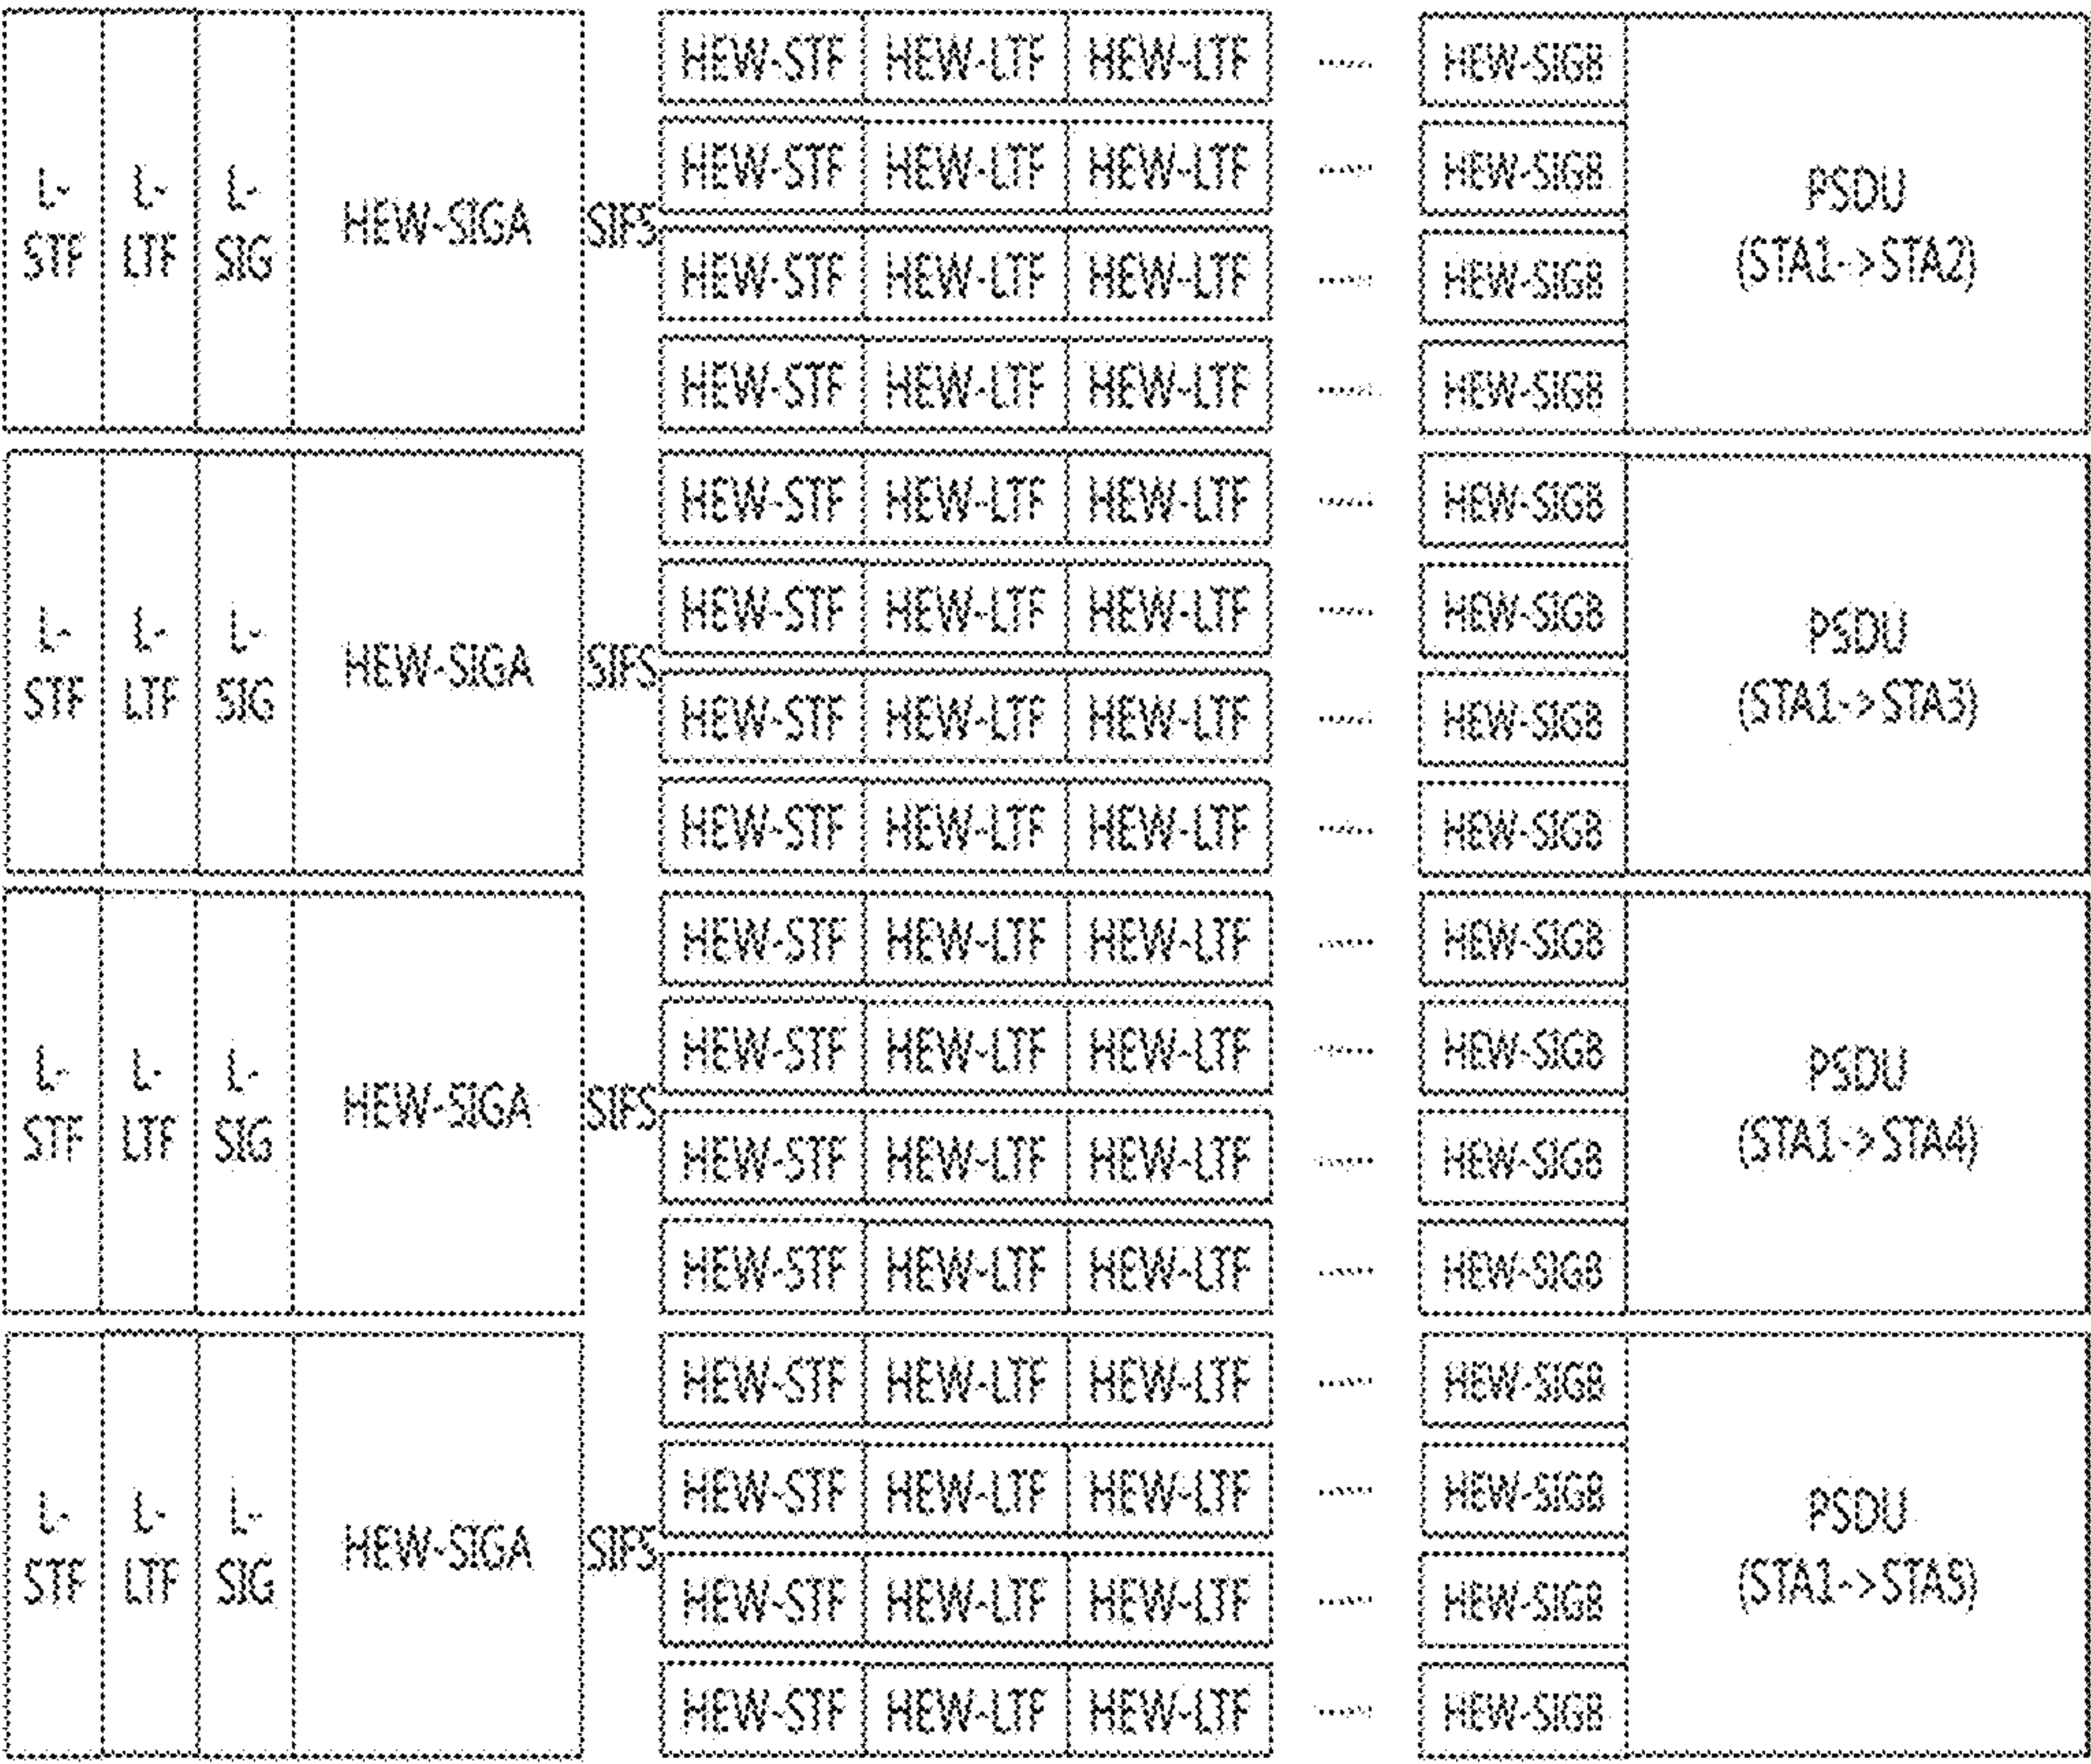 L-
STF
L-
LTF
L-
SIG
HEW-SIGA
SIFS
HEW-STF HEW-LTF HEW-LTF ...... HEW-SIGB
HEW-STF HEW-LTF HEW-LTF ...... HEW-SIGB
HEW-STF HEW-LTF HEW-LTF ...... HEW-SIGB
HEW-STF HEW-LTF HEW-LTF ...... HEW-SIGB
PSDU
(STA1->STA2)
L-
STF
L-
LTF
L-
SIG
HEW-SIGA
SIFS
HEW-STF HEW-LTF HEW-LTF ...... HEW-SIGB
HEW-STF HEW-LTF HEW-LTF ...... HEW-SIGB
HEW-STF HEW-LTF HEW-LTF ...... HEW-SIGB
HEW-STF HEW-LTF HEW-LTF ...... HEW-SIGB
PSDU
(STA1->STA3)
L-
STF
L-
LTF
L-
SIG
HEW-SIGA
SIFS
HEW-STF HEW-LTF HEW-LTF ...... HEW-SIGB
HEW-STF HEW-LTF HEW-LTF ...... HEW-SIGB
HEW-STF HEW-LTF HEW-LTF ...... HEW-SIGB
HEW-STF HEW-LTF HEW-LTF ...... HEW-SIGB
PSDU
(STA1->STA4)
L-
STF
L-
LTF
L-
SIG
HEW-SIGA
SIFS
HEW-STF HEW-LTF HEW-LTF ...... HEW-SIGB
HEW-STF HEW-LTF HEW-LTF ...... HEW-SIGB
HEW-STF HEW-LTF HEW-LTF ...... HEW-SIGB
HEW-STF HEW-LTF HEW-LTF ...... HEW-SIGB
PSDU
(STA1->STA5)